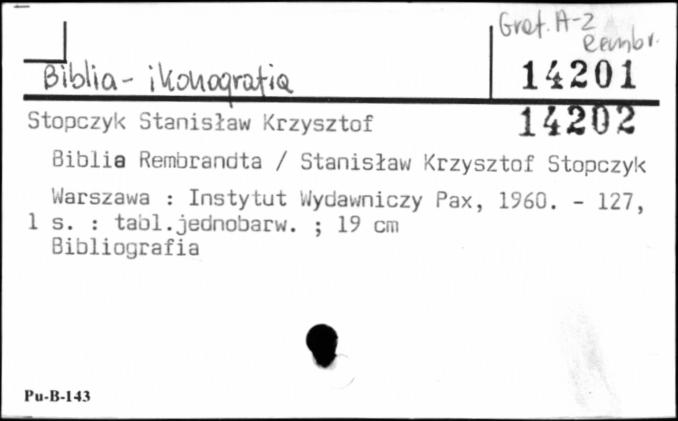 Graf. A-Z
Rembr.
Biblia - ikonografia
14201
Stopczyk Stanisław Krzysztof
14202
Biblia Rembrandta / Stanisław Krzysztof Stopczyk
Warszawa : Instytut Wydawniczy Pax, 1960. - 127,
1 s. : tabl.jednobarw. ; 19 cm
Bibliografia
Pu-B-143